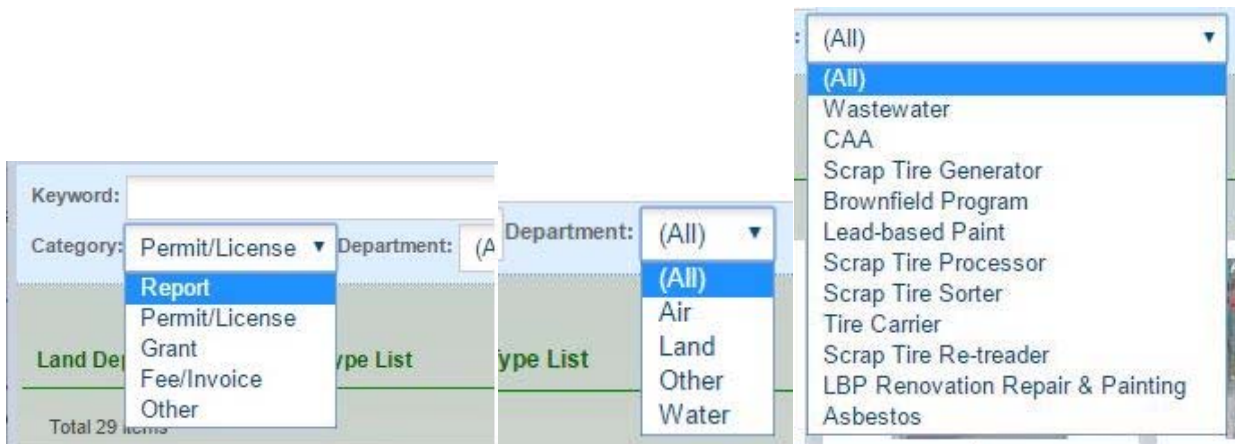 Keyword:
Category: Permit/License ▼ Department: (A
Report
Permit/License
Grant
Fee/Invoice
Other
Land De ype List
Total 29 items
Department: (All) ▼
(All)
Air
Land
Other
Water
ype List
: (All) ▼
(All)
Wastewater
CAA
Scrap Tire Generator
Brownfield Program
Lead-based Paint
Scrap Tire Processor
Scrap Tire Sorter
Tire Carrier
Scrap Tire Re-treader
LBP Renovation Repair & Painting
Asbestos